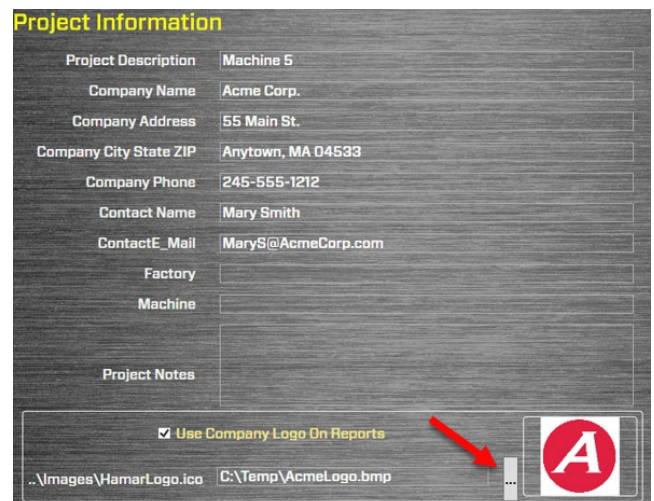 Project Information
Project Description Machine 5
Company Name Acme Corp.
Company Address 55 Main St.
Company City State ZIP Anytown, MA 04533
Company Phone 245-555-1212
Contact Name Mary Smith
ContactE_Mail MaryS@AcmeCorp.com
Factory
Machine
Project Notes
Use Company Logo On Reports
..\Images\HamarLogo.ico C:\Temp\AcmeLogo.bmp ... A